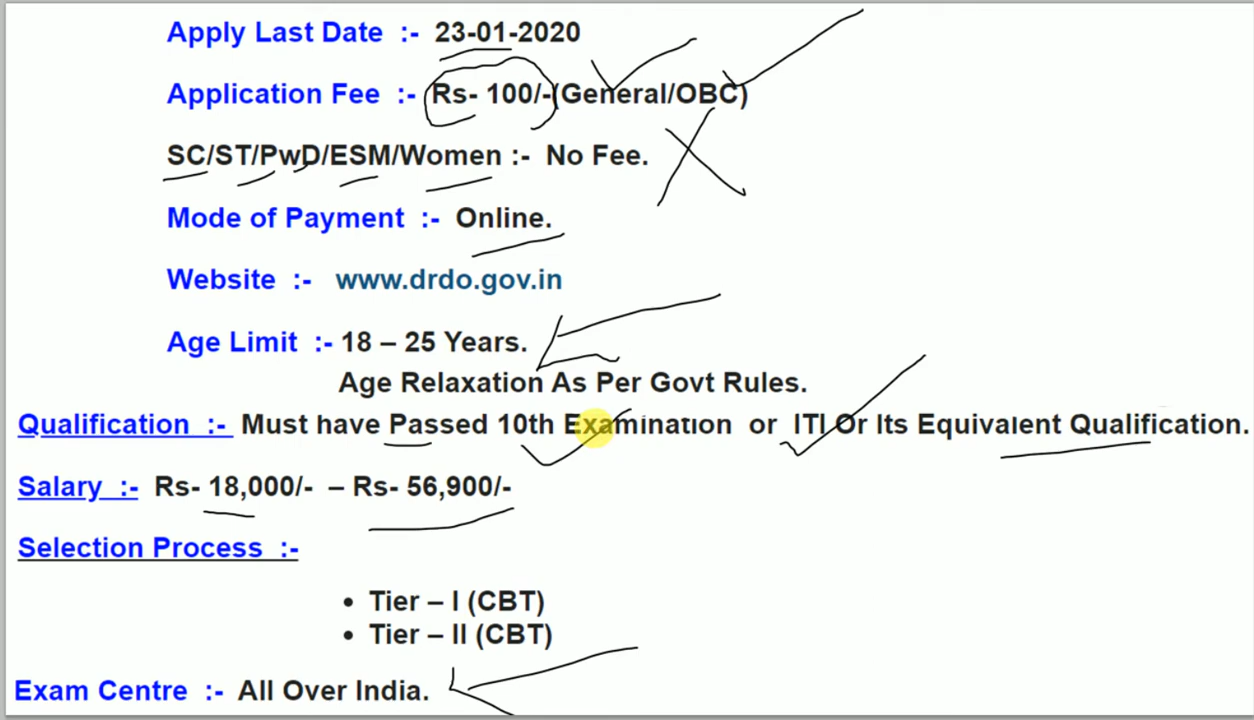 Apply Last Date :- 23-01-2020
Application Fee :- Rs- 100/-(General/OBC)
SC/ST/PwD/ESM/Women :- No Fee.
Mode of Payment :- Online.
Website :- www.drdo.gov.in
Age Limit :- 18 – 25 Years.
Age Relaxation As Per Govt Rules.
Qualification :- Must have Passed 10th Examination or ITI Or Its Equivalent Qualification.
Salary :- Rs- 18,000/- – Rs- 56,900/-
Selection Process :-
• Tier – I (CBT)
• Tier – II (CBT)
Exam Centre :- All Over India.